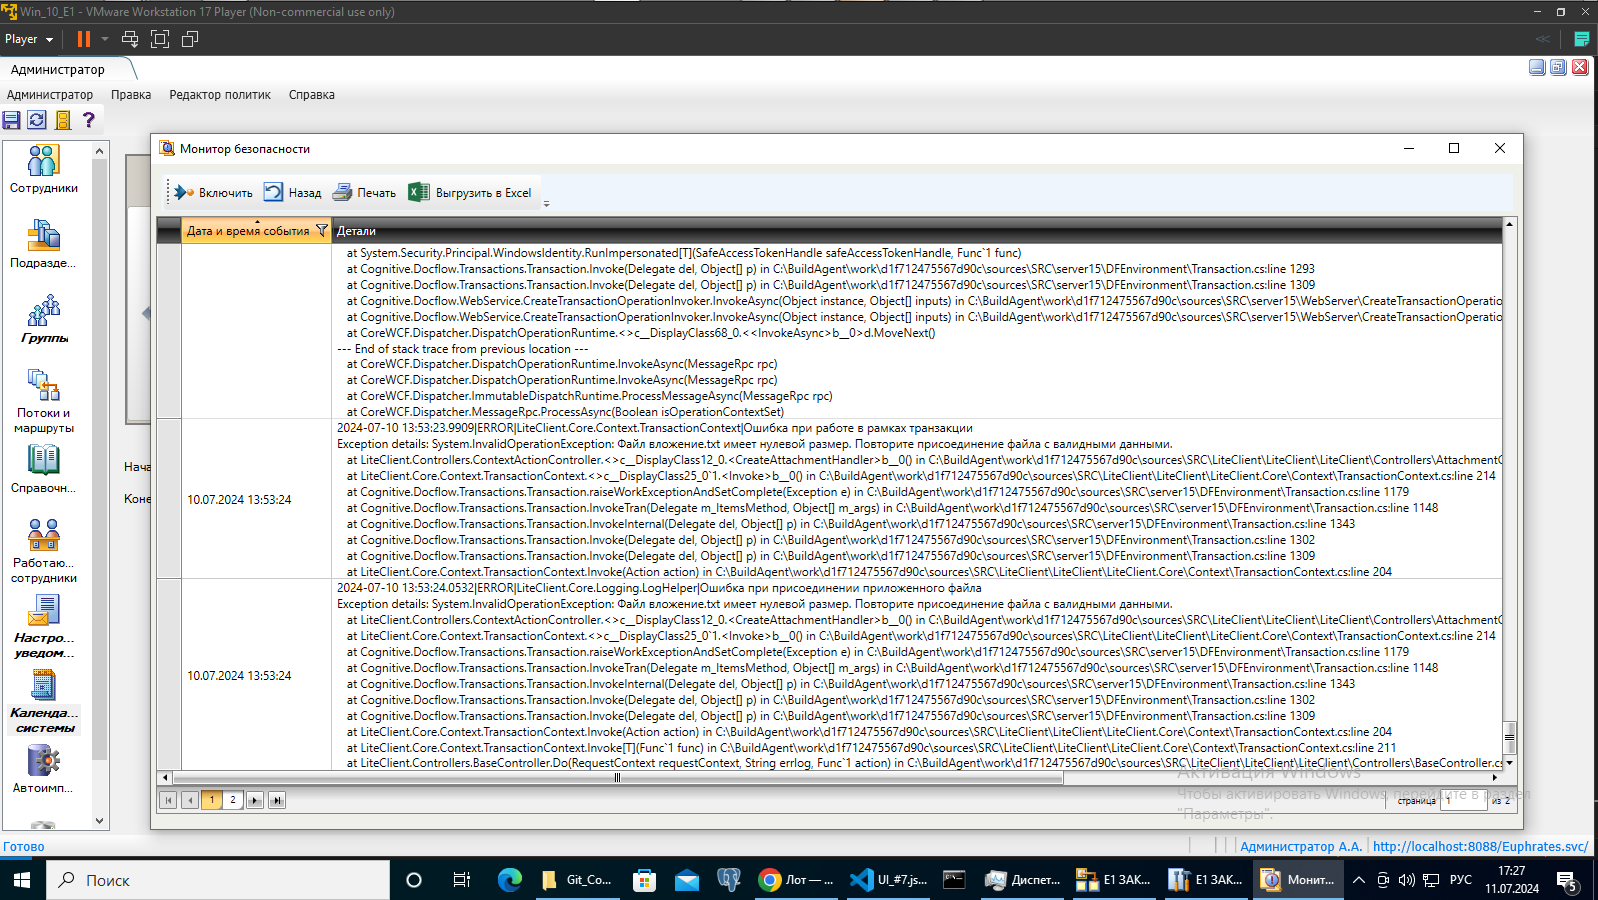 Win_10_E1 - VMware Workstation 17 Player (Non-commercial use only)
Player
Администратор
Администратор Правка Редактор политик Справка
Монитор безопасности
Включить Назад Печать Выгрузить в Excel
Дата и время события Детали
at System.Security.Principal.WindowsIdentity.RunImpersonated[T](SafeAccessTokenHandle safeAccessTokenHandle, Func`1 func)
at Cognitive.Docflow.Transactions.Transaction.Invoke(Delegate del, Object[] p) in C:\BuildAgent\work\d1f712475567d90c\sources\SRC\server15\DFEnvironment\Transaction.cs:line 1293
at Cognitive.Docflow.Transactions.Transaction.Invoke(Delegate del, Object[] p) in C:\BuildAgent\work\d1f712475567d90c\sources\SRC\server15\DFEnvironment\Transaction.cs:line 1309
at Cognitive.Docflow.WebService.CreateTransactionOperationInvoker.InvokeAsync(Object instance, Object[] inputs) in C:\BuildAgent\work\d1f712475567d90c\sources\SRC\server15\WebServer\CreateTransactionOperatio
at Cognitive.Docflow.WebService.CreateTransactionOperationInvoker.InvokeAsync(Object instance, Object[] inputs) in C:\BuildAgent\work\d1f712475567d90c\sources\SRC\server15\WebServer\CreateTransactionOperatio
at CoreWCF.Dispatcher.DispatchOperationRuntime.<>c__DisplayClass68_0.<<InvokeAsync>b__0>d.MoveNext()
--- End of stack trace from previous location ---
at CoreWCF.Dispatcher.DispatchOperationRuntime.InvokeAsync(MessageRpc rpc)
at CoreWCF.Dispatcher.DispatchOperationRuntime.InvokeAsync(MessageRpc rpc)
at CoreWCF.Dispatcher.ImmutableDispatchRuntime.ProcessMessageAsync(MessageRpc rpc)
at CoreWCF.Dispatcher.MessageRpc.ProcessAsync(Boolean isOperationContextSet)
10.07.2024 13:53:24
2024-07-10 13:53:23.9909|ERROR|LiteClient.Core.Context.TransactionContext|Ошибка при работе в рамках транзакции
Exception details: System.InvalidOperationException: Файл вложение.txt имеет нулевой размер. Повторите присоединение файла с валидными данными.
at LiteClient.Controllers.ContextActionController.<>c__DisplayClass12_0.<CreateAttachmentHandler>b__0() in C:\BuildAgent\work\d1f712475567d90c\sources\SRC\LiteClient\LiteClient\LiteClient\Controllers\AttachmentC
at LiteClient.Core.Context.TransactionContext.<>c__DisplayClass25_0`1.<Invoke>b__0() in C:\BuildAgent\work\d1f712475567d90c\sources\SRC\LiteClient\LiteClient\LiteClient.Core\Context\TransactionContext.cs:line 214
at Cognitive.Docflow.Transactions.Transaction.raiseWorkExceptionAndSetComplete(Exception e) in C:\BuildAgent\work\d1f712475567d90c\sources\SRC\server15\DFEnvironment\Transaction.cs:line 1179
at Cognitive.Docflow.Transactions.Transaction.InvokeTran(Delegate m_ItemsMethod, Object[] m_args) in C:\BuildAgent\work\d1f712475567d90c\sources\SRC\server15\DFEnvironment\Transaction.cs:line 1148
at Cognitive.Docflow.Transactions.Transaction.InvokeInternal(Delegate del, Object[] p) in C:\BuildAgent\work\d1f712475567d90c\sources\SRC\server15\DFEnvironment\Transaction.cs:line 1343
at Cognitive.Docflow.Transactions.Transaction.Invoke(Delegate del, Object[] p) in C:\BuildAgent\work\d1f712475567d90c\sources\SRC\server15\DFEnvironment\Transaction.cs:line 1302
at Cognitive.Docflow.Transactions.Transaction.Invoke(Delegate del, Object[] p) in C:\BuildAgent\work\d1f712475567d90c\sources\SRC\server15\DFEnvironment\Transaction.cs:line 1309
at LiteClient.Core.Context.TransactionContext.Invoke(Action action) in C:\BuildAgent\work\d1f712475567d90c\sources\SRC\LiteClient\LiteClient\LiteClient.Core\Context\TransactionContext.cs:line 204
10.07.2024 13:53:24
2024-07-10 13:53:24.0532|ERROR|LiteClient.Core.Logging.LogHelper|Ошибка при присоединении приложенного файла
Exception details: System.InvalidOperationException: Файл вложение.txt имеет нулевой размер. Повторите присоединение файла с валидными данными.
at LiteClient.Controllers.ContextActionController.<>c__DisplayClass12_0.<CreateAttachmentHandler>b__0() in C:\BuildAgent\work\d1f712475567d90c\sources\SRC\LiteClient\LiteClient\LiteClient\Controllers\AttachmentC
at LiteClient.Core.Context.TransactionContext.<>c__DisplayClass25_0`1.<Invoke>b__0() in C:\BuildAgent\work\d1f712475567d90c\sources\SRC\LiteClient\LiteClient\LiteClient.Core\Context\TransactionContext.cs:line 214
at Cognitive.Docflow.Transactions.Transaction.raiseWorkExceptionAndSetComplete(Exception e) in C:\BuildAgent\work\d1f712475567d90c\sources\SRC\server15\DFEnvironment\Transaction.cs:line 1179
at Cognitive.Docflow.Transactions.Transaction.InvokeTran(Delegate m_ItemsMethod, Object[] m_args) in C:\BuildAgent\work\d1f712475567d90c\sources\SRC\server15\DFEnvironment\Transaction.cs:line 1148
at Cognitive.Docflow.Transactions.Transaction.InvokeInternal(Delegate del, Object[] p) in C:\BuildAgent\work\d1f712475567d90c\sources\SRC\server15\DFEnvironment\Transaction.cs:line 1343
at Cognitive.Docflow.Transactions.Transaction.Invoke(Delegate del, Object[] p) in C:\BuildAgent\work\d1f712475567d90c\sources\SRC\server15\DFEnvironment\Transaction.cs:line 1302
at Cognitive.Docflow.Transactions.Transaction.Invoke(Delegate del, Object[] p) in C:\BuildAgent\work\d1f712475567d90c\sources\SRC\server15\DFEnvironment\Transaction.cs:line 1309
at LiteClient.Core.Context.TransactionContext.Invoke(Action action) in C:\BuildAgent\work\d1f712475567d90c\sources\SRC\LiteClient\LiteClient\LiteClient.Core\Context\TransactionContext.cs:line 204
at LiteClient.Core.Context.TransactionContext.Invoke[T](Func`1 func) in C:\BuildAgent\work\d1f712475567d90c\sources\SRC\LiteClient\LiteClient\LiteClient.Core\Context\TransactionContext.cs:line 211
at LiteClient.Controllers.BaseController.Do(RequestContext requestContext, String errlog, Func`1 action) in C:\BuildAgent\work\d1f712475567d90c\sources\SRC\LiteClient\LiteClient\LiteClient\Controllers\BaseController.cs
1 2
страница 1 из 2
Сотрудники
Подразде...
Группы
Потоки и
маршруты
Справочн...
Работаю...
сотрудники
Настро...
уведом...
Календа...
системы
Автоимп...
Нача
Коне
Активация Windows
Чтобы активировать Windows, перейдите в раздел
"Параметры".
Готово
Администратор А.А. http://localhost:8088/Euphrates.svc/
Поиск
Git_Co...
Лот — ...
UI_#7.js...
Диспет...
E1 ЗАК...
E1 ЗАК...
Монит...
РУС
17:27
11.07.2024
5